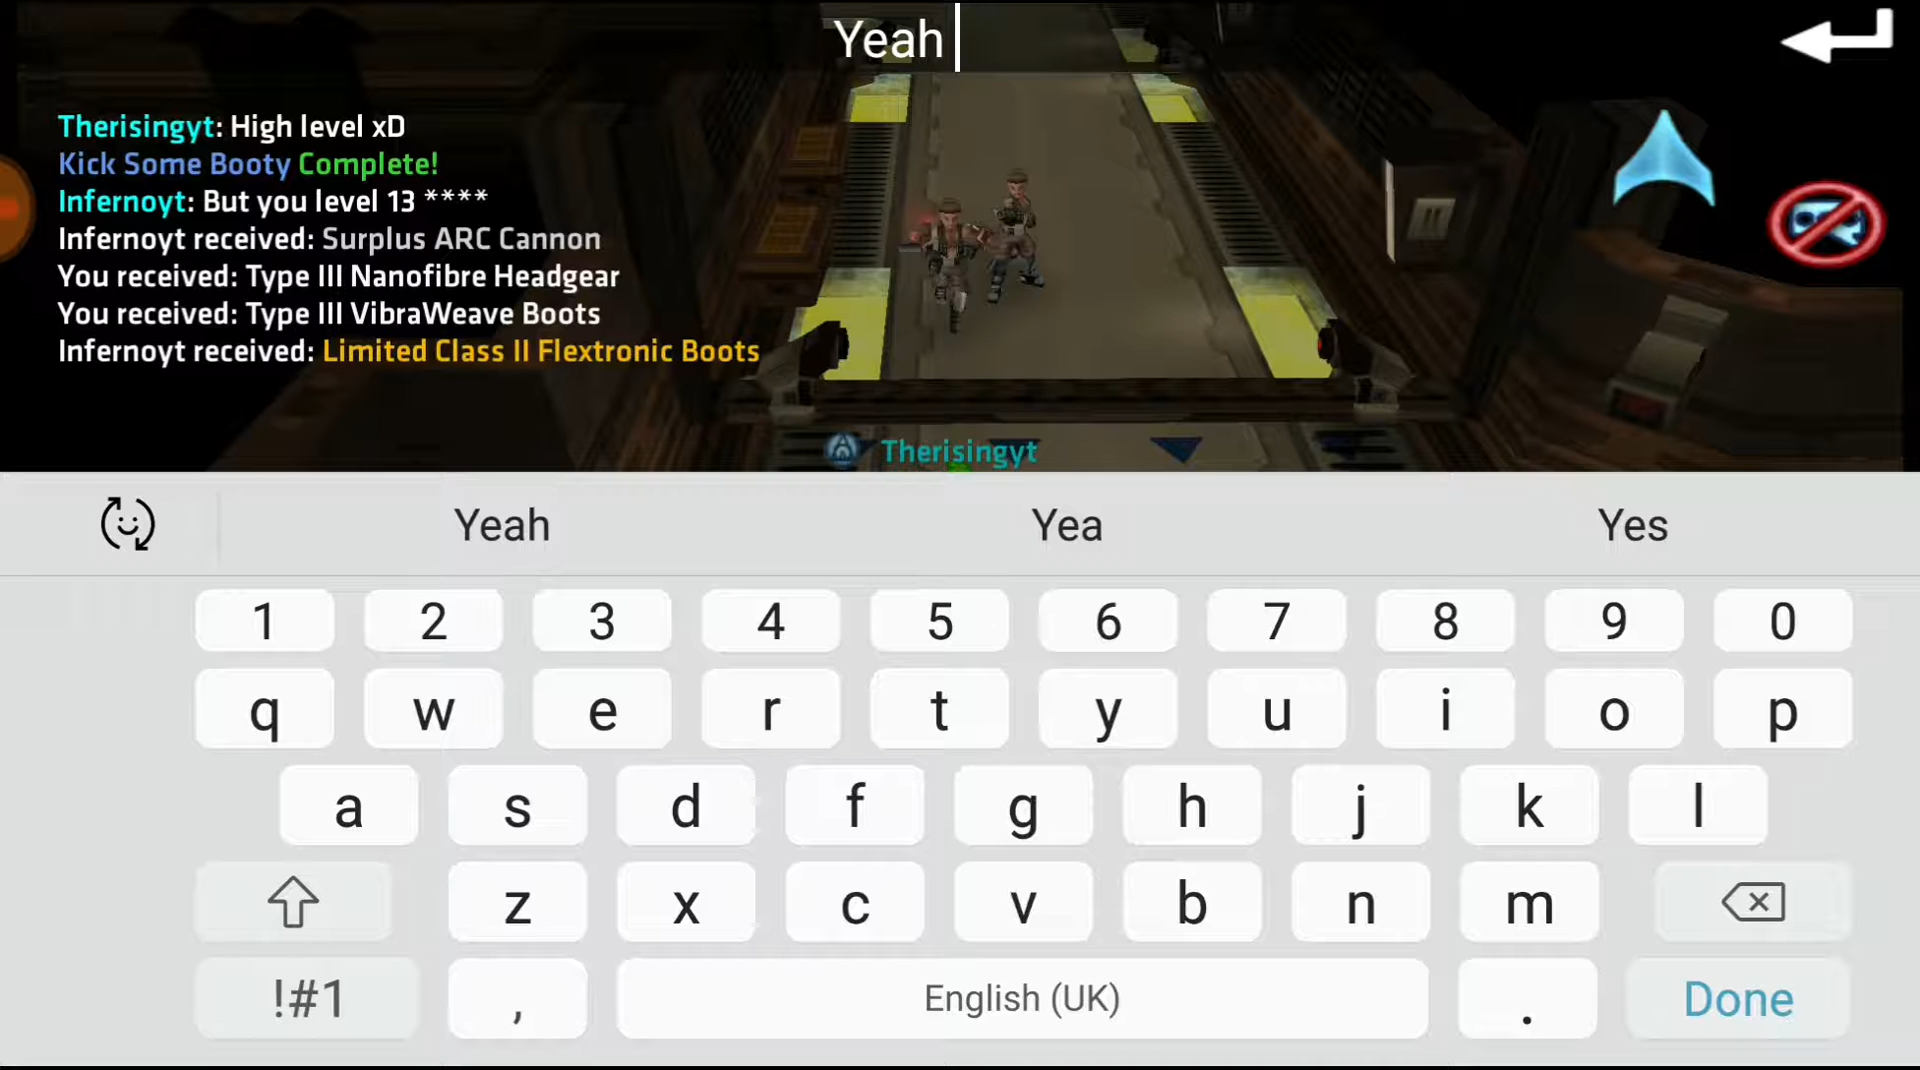 Yeah
Therisingyt: High level xD
Kick Some Booty Complete!
Infernoyt: But you level 13 ****
Infernoyt received: Surplus ARC Cannon
You received: Type III Nanofibre Headgear
You received: Type III VibraWeave Boots
Infernoyt received: Limited Class II Flextronic Boots
Therisingyt
Yeah Yea Yes
1 2 3 4 5 6 7 8 9 0
q w e r t y u i o p
a s d f g h j k l
z x c v b n m
!#1 , English (UK) . Done